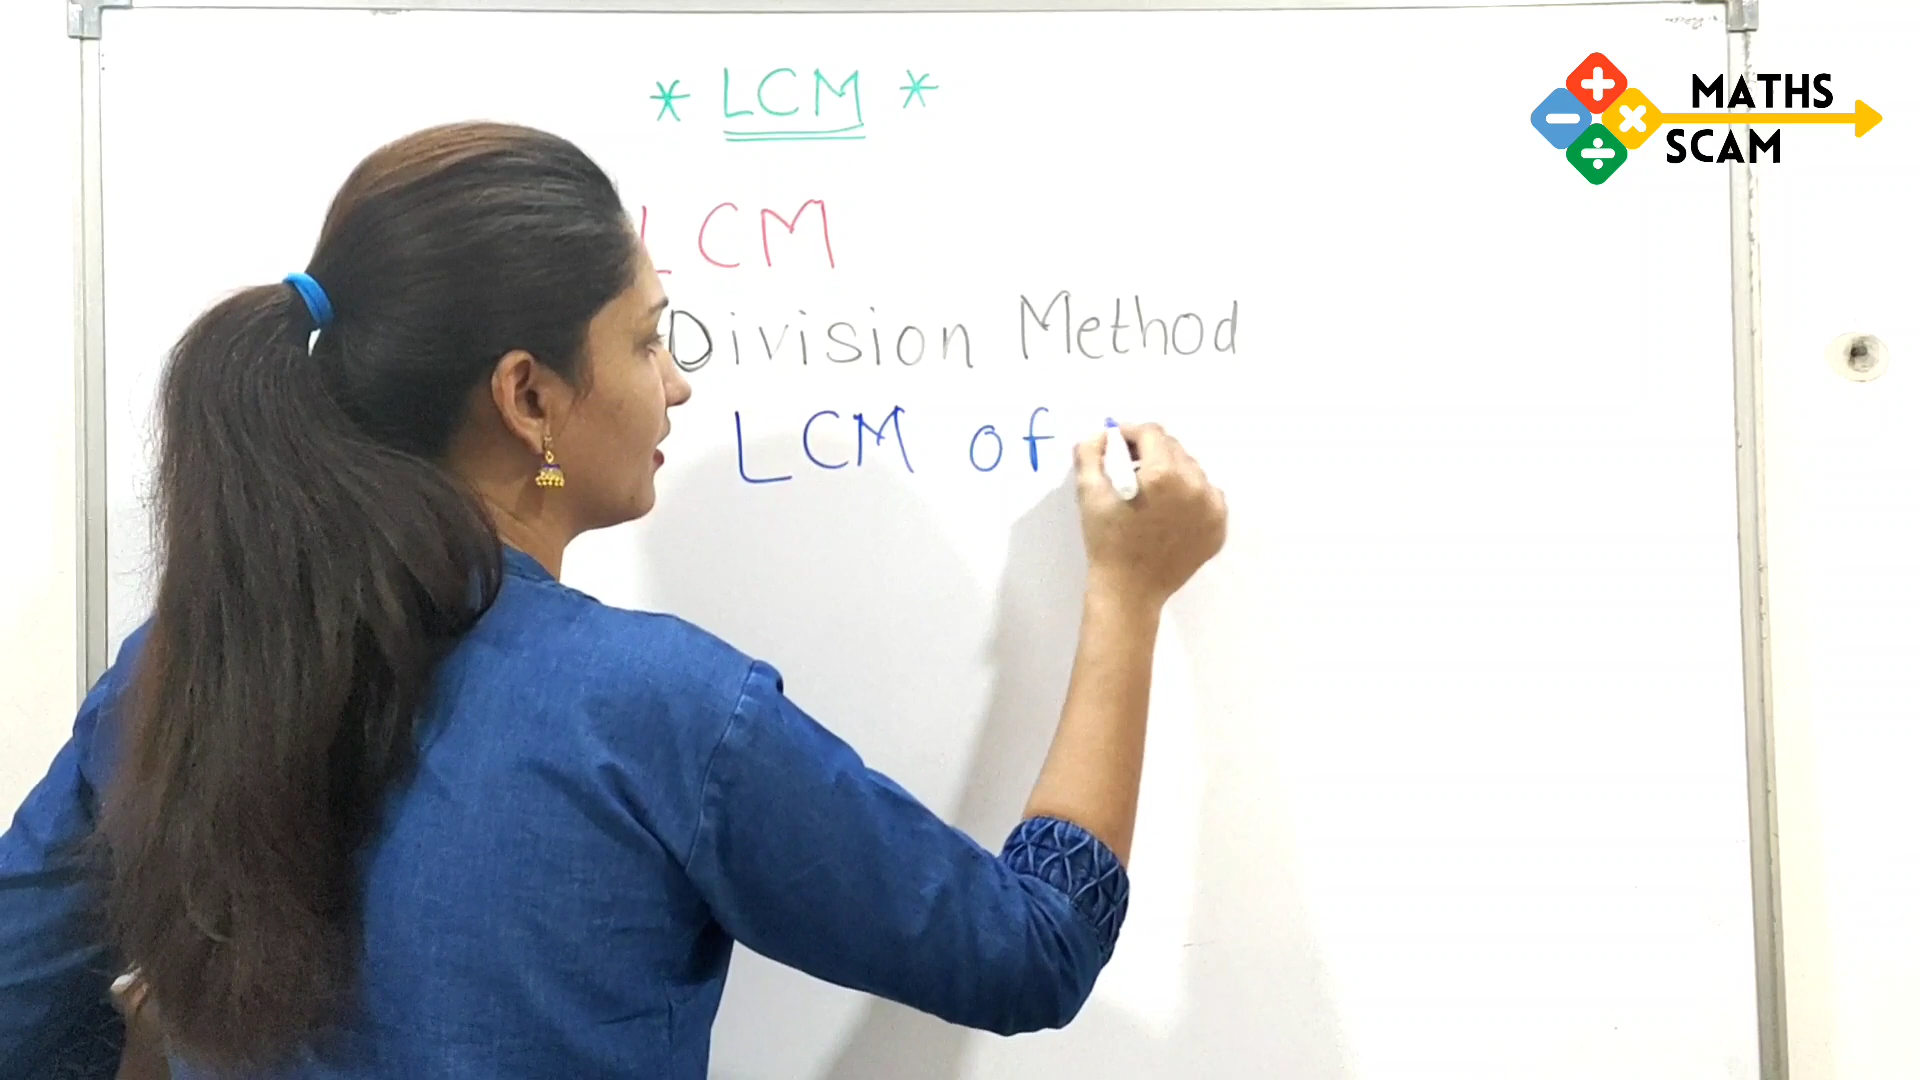 * LCM *
MATHS
SCAM
LCM
Division Method
LCM of